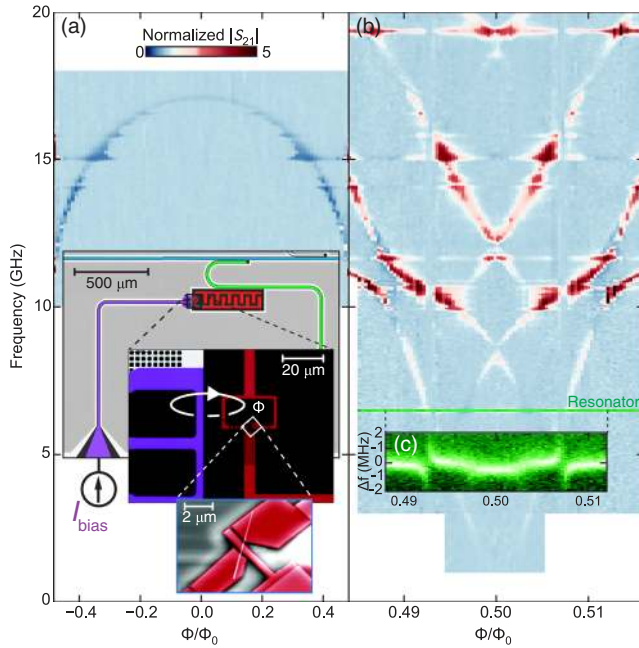 (a)
Normalized |S21|
0 5
(b)
20
15
10
5
0
Frequency (GHz)
500 μm
20 μm
Φ
Ibias
2 μm
Resonator
(c)
2
1
0
-1
-2
Δf (MHz)
0.49 0.50 0.51
-0.4 -0.2 0.0 0.2 0.4
Φ/Φ0
0.49 0.50 0.51
Φ/Φ0